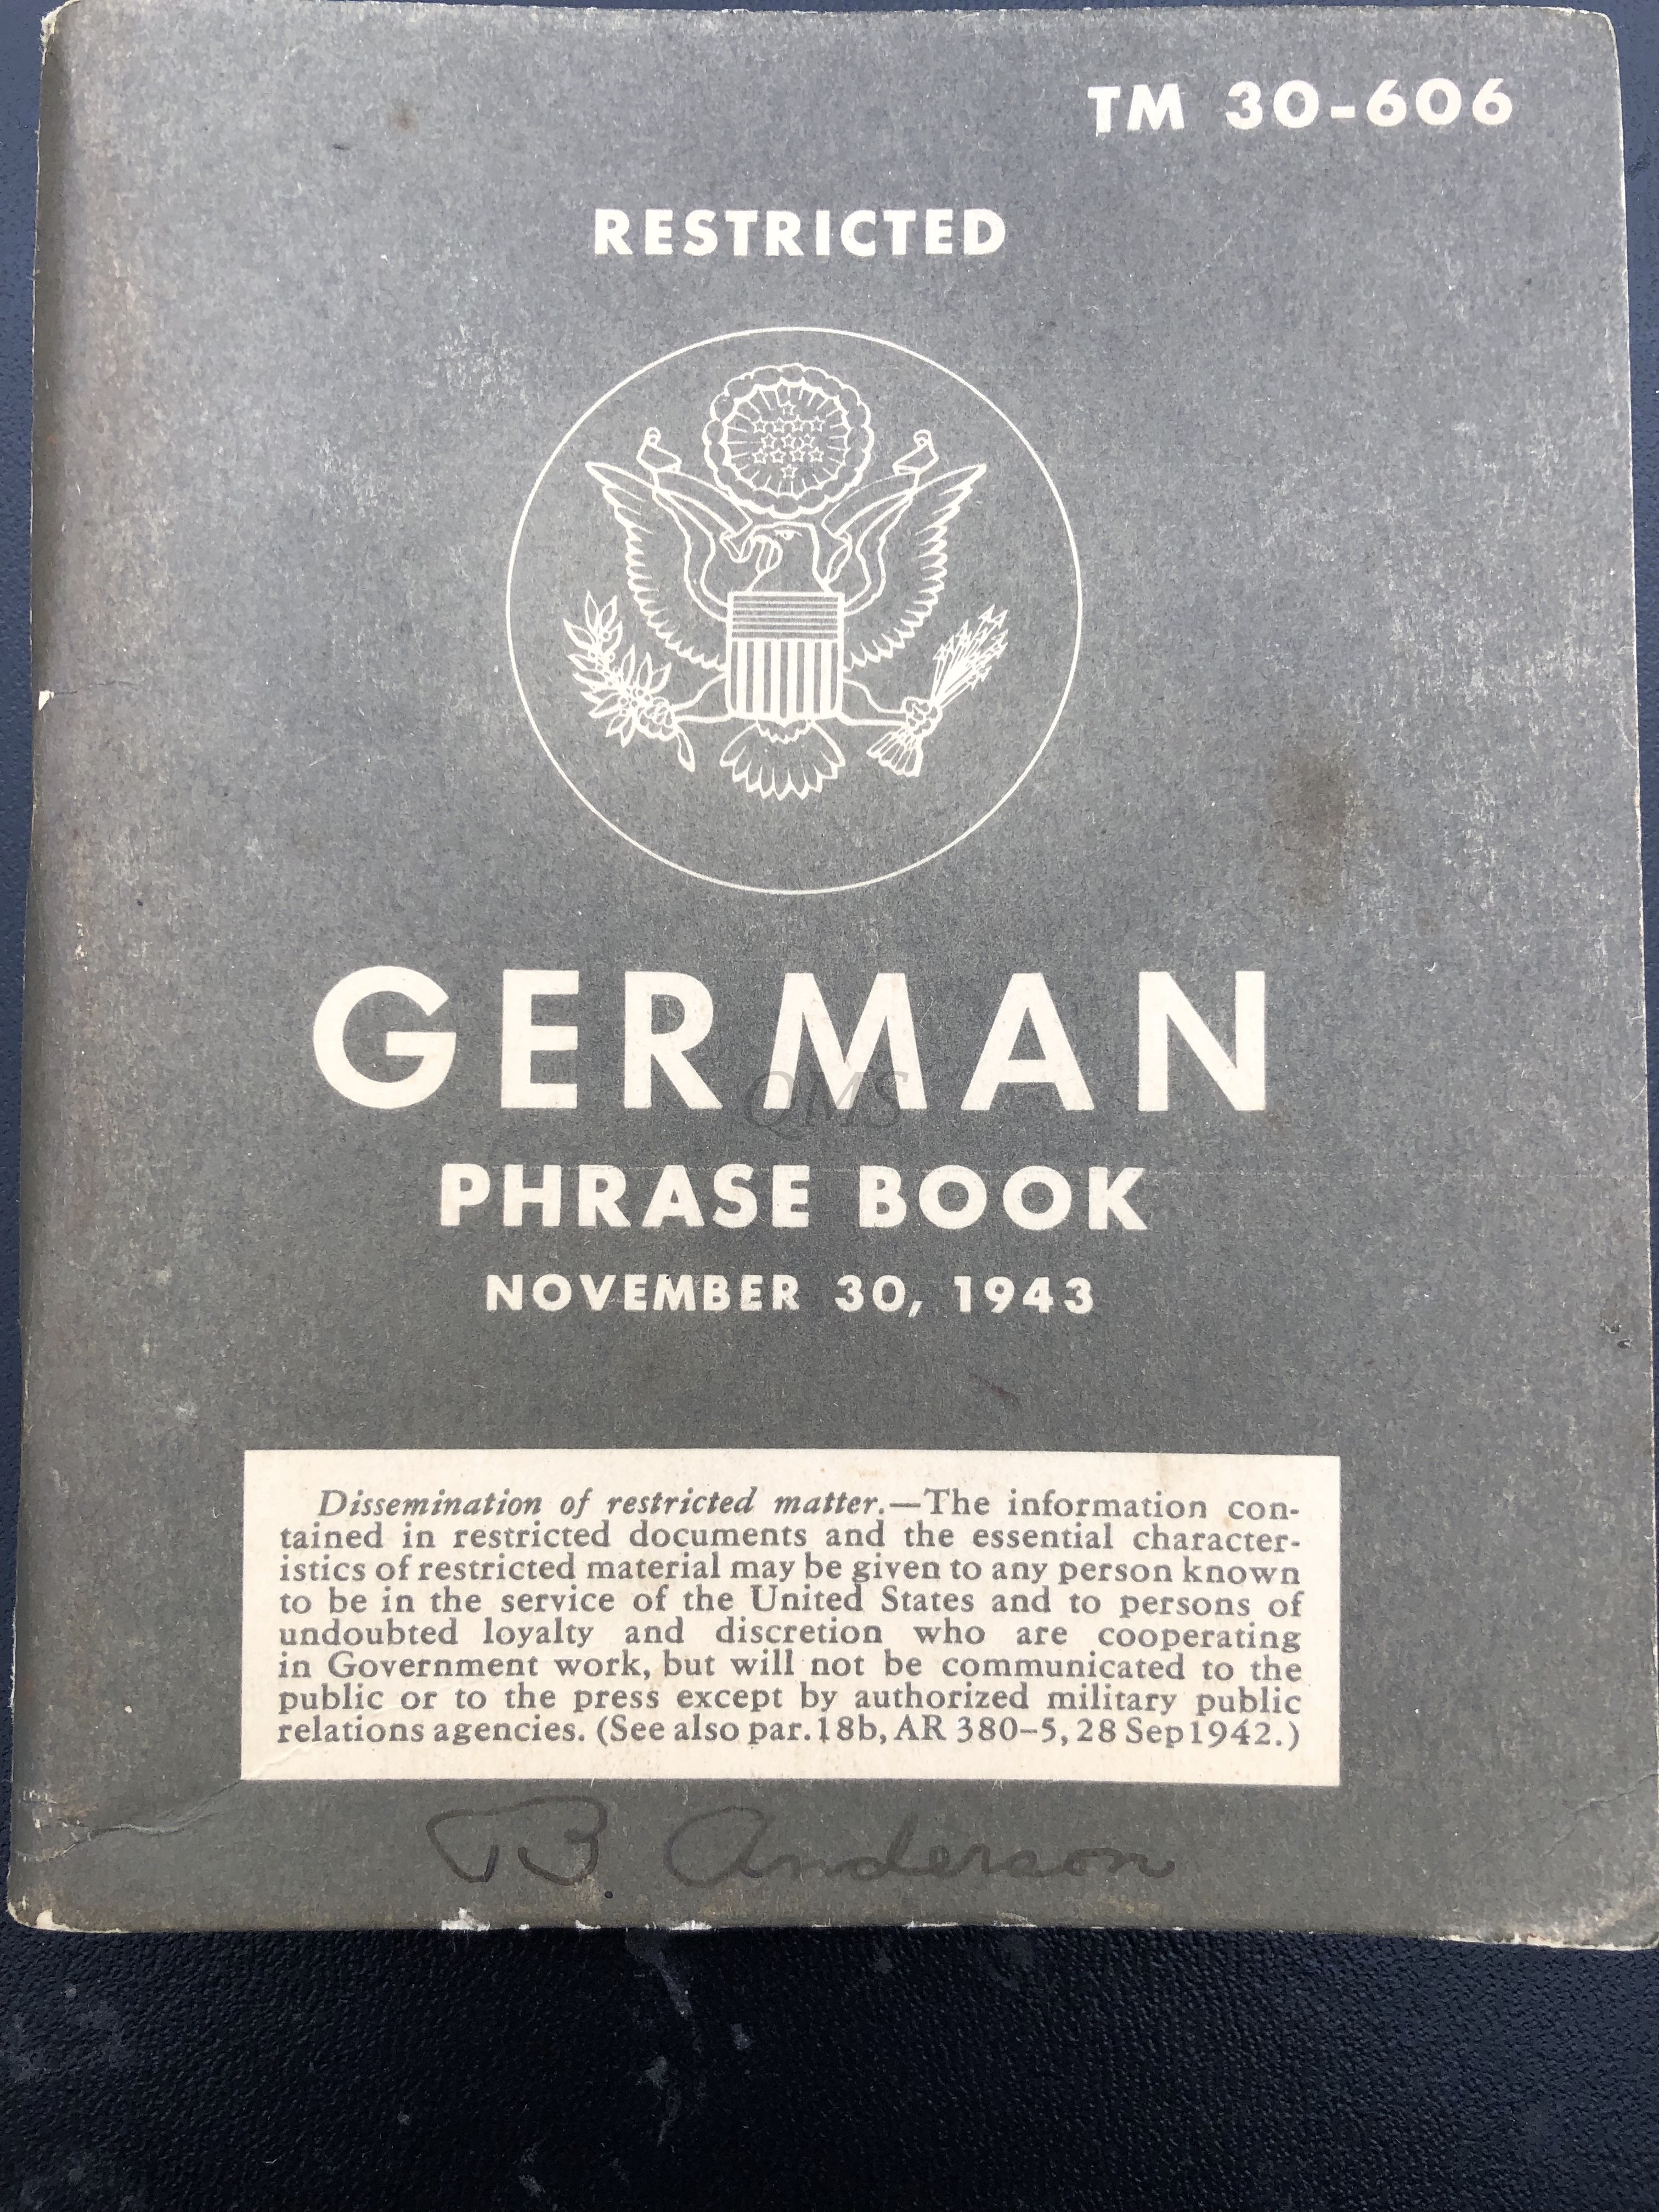 TM 30-606
RESTRICTED
GERMAN
QMS
PHRASE BOOK
NOVEMBER 30, 1943
Dissemination of restricted matter.—The information con-
tained in restricted documents and the essential character-
istics of restricted material may be given to any person known
to be in the service of the United States and to persons of
undoubted loyalty and discretion who are cooperating
in Government work, but will not be communicated to the
public or to the press except by authorized military public
relations agencies. (See also par. 18b, AR 380-5, 28 Sep 1942.)
B. Anderson